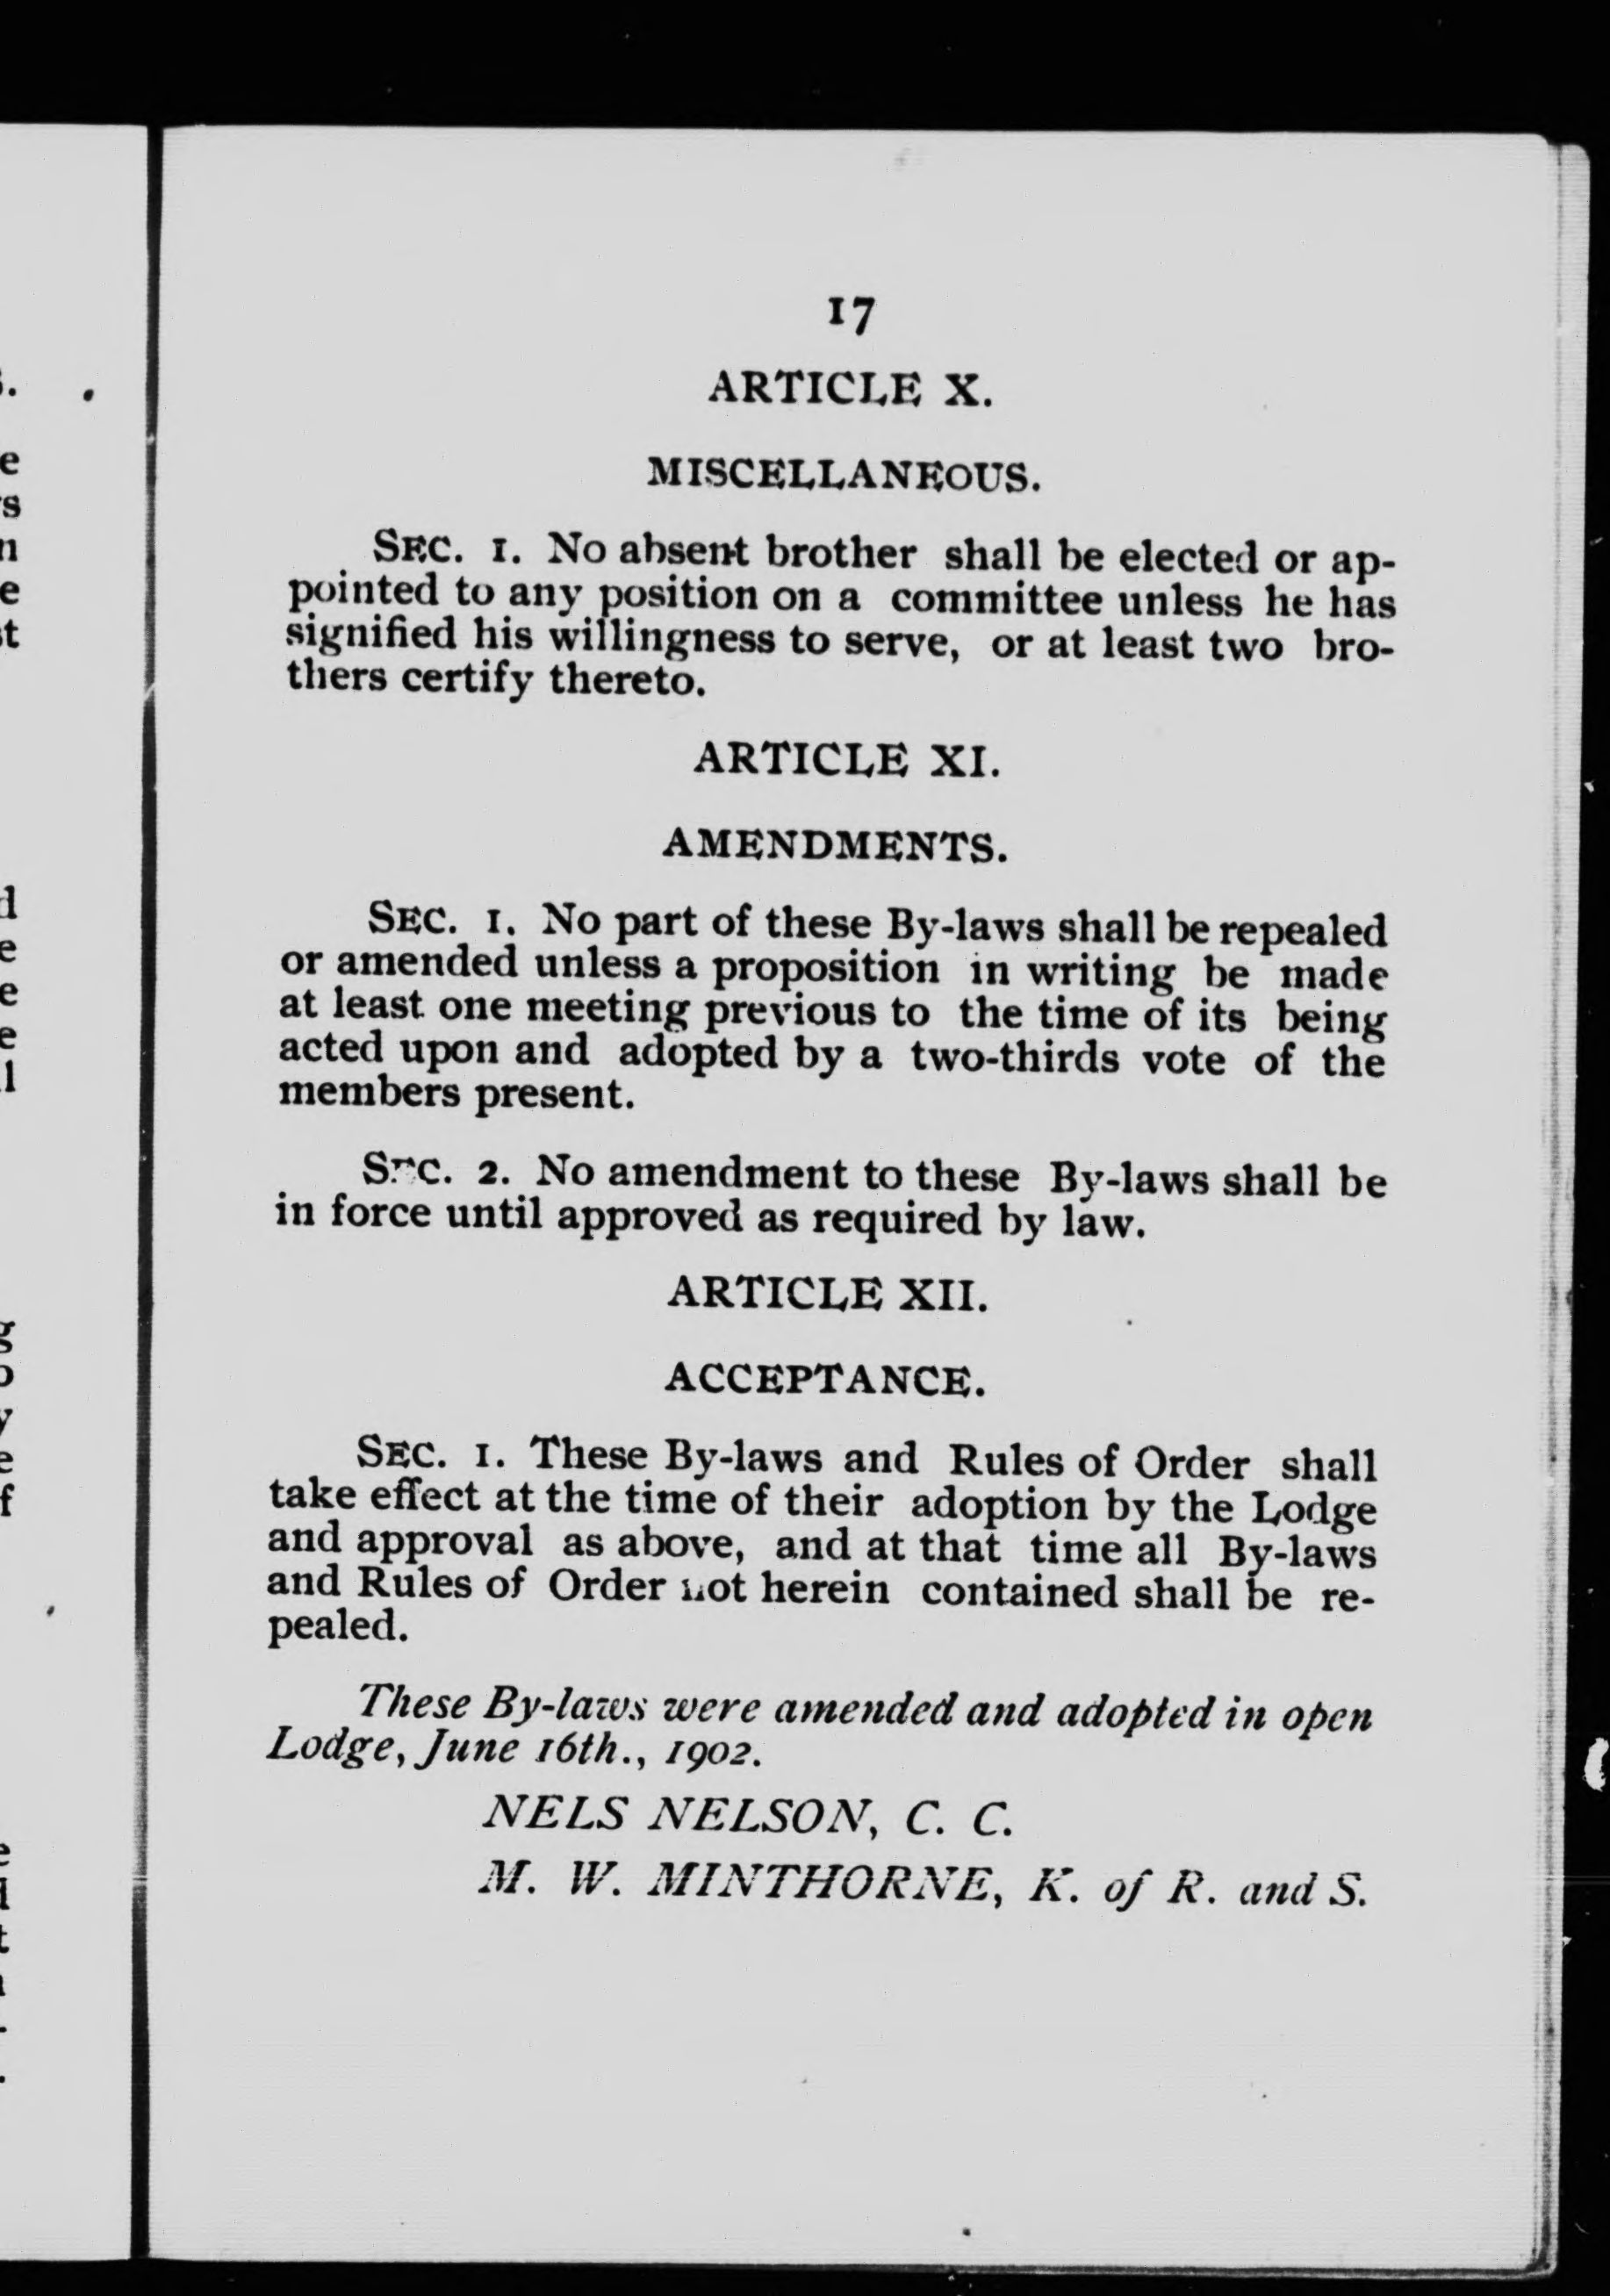 17
ARTICLE X.
MISCELLANEOUS.
SEC. 1. No absent brother shall be elected or ap-
pointed to any position on a committee unless he has
signified his willingness to serve, or at least two bro-
thers certify thereto.
ARTICLE XI.
AMENDMENTS.
SEC. 1. No part of these By-laws shall be repealed
or amended unless a proposition in writing be made
at least one meeting previous to the time of its being
acted upon and adopted by a two-thirds vote of the
members present.
SEC. 2. No amendment to these By-laws shall be
in force until approved as required by law.
ARTICLE XII.
ACCEPTANCE.
SEC. 1. These By-laws and Rules of Order shall
take effect at the time of their adoption by the Lodge
and approval as above, and at that time all By-laws
and Rules of Order not herein contained shall be re-
pealed.
These By-laws were amended and adopted in open
Lodge, June 16th., 1902.
NELS NELSON, C. C.
M. W. MINTHORNE, K. of R. and S.